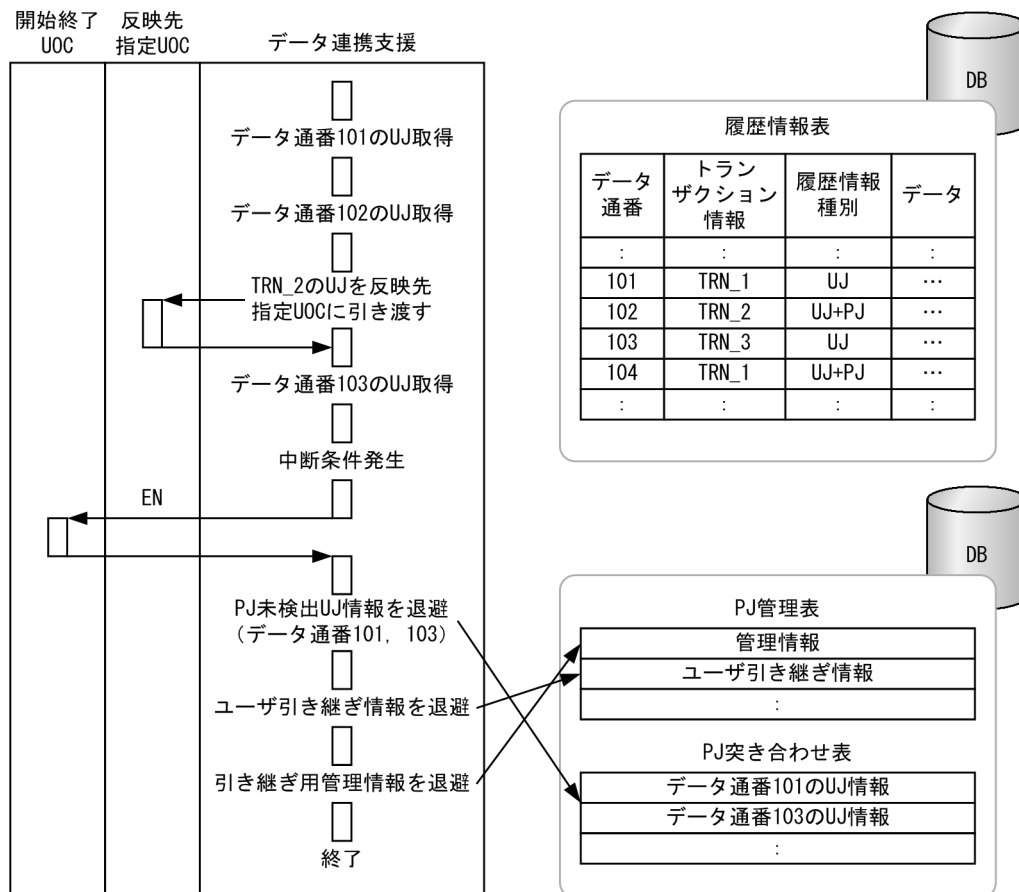 開始終了
UOC
反映先
指定UOC
データ連携支援
データ通番101のUJ取得
データ通番102のUJ取得
TRN_2のUJを反映先
指定UOCに引き渡す
データ通番103のUJ取得
中断条件発生
EN
PJ未検出UJ情報を退避
(データ通番101, 103)
ユーザ引き継ぎ情報を退避
引き継ぎ用管理情報を退避
終了
DB
履歴情報表
データ
通番
トラン
ザクション
情報
履歴情報
種別
データ
: : : :
101 TRN_1 UJ …
102 TRN_2 UJ+PJ …
103 TRN_3 UJ …
104 TRN_1 UJ+PJ …
: : : :
DB
PJ管理表
管理情報
ユーザ引き継ぎ情報
:
PJ突き合わせ表
データ通番101のUJ情報
データ通番103のUJ情報
: